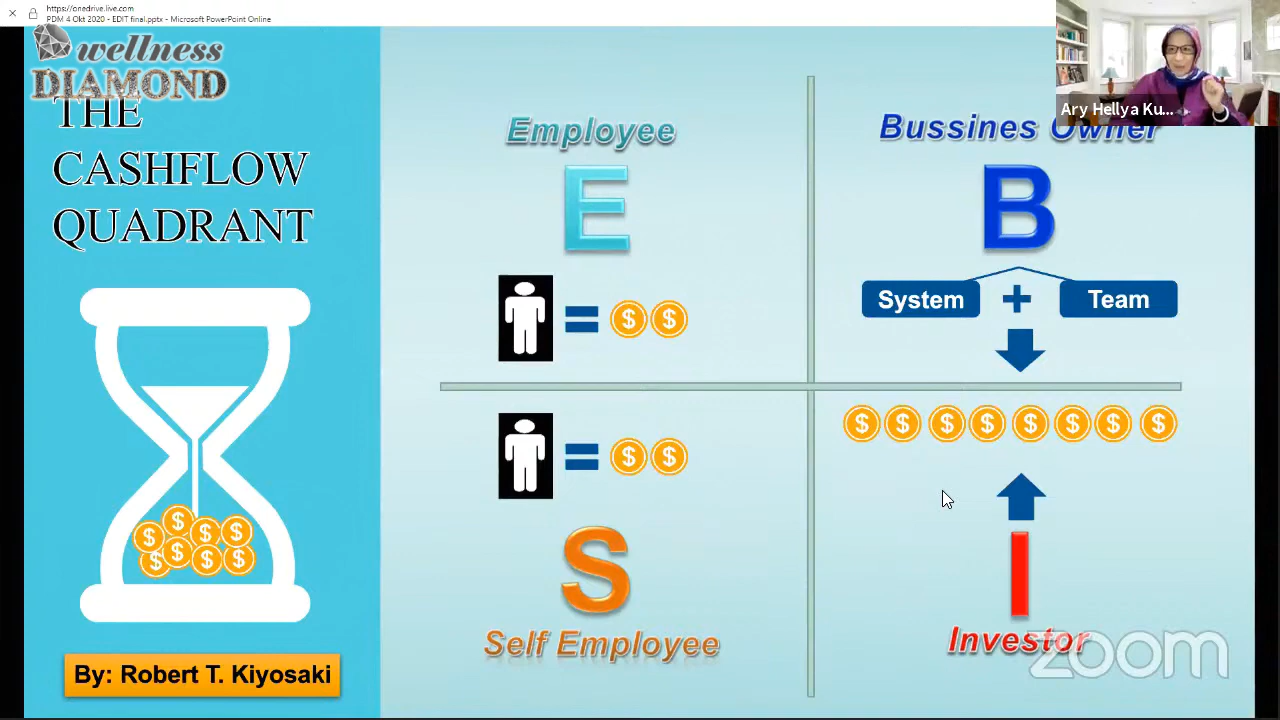 https://onedrive.live.com
PDM 4 Okt 2020 - EDIT final.pptx - Microsoft PowerPoint Online
wellness
DIAMOND
THE
CASHFLOW
QUADRANT
By: Robert T. Kiyosaki
Employee
E
$ $
$ $
S
Self Employee
Bussines Owner
B
System + Team
$ $ $ $ $ $ $ $
I
Investor
Ary Hellya Ku...
zoom
$ $ $ $ $ $ $ $